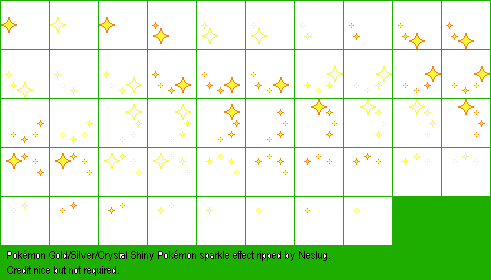 Pokémon Gold/Silver/Crystal Shiny Pokémon sparkle effect ripped by Neslug.
Credit nice but not required.